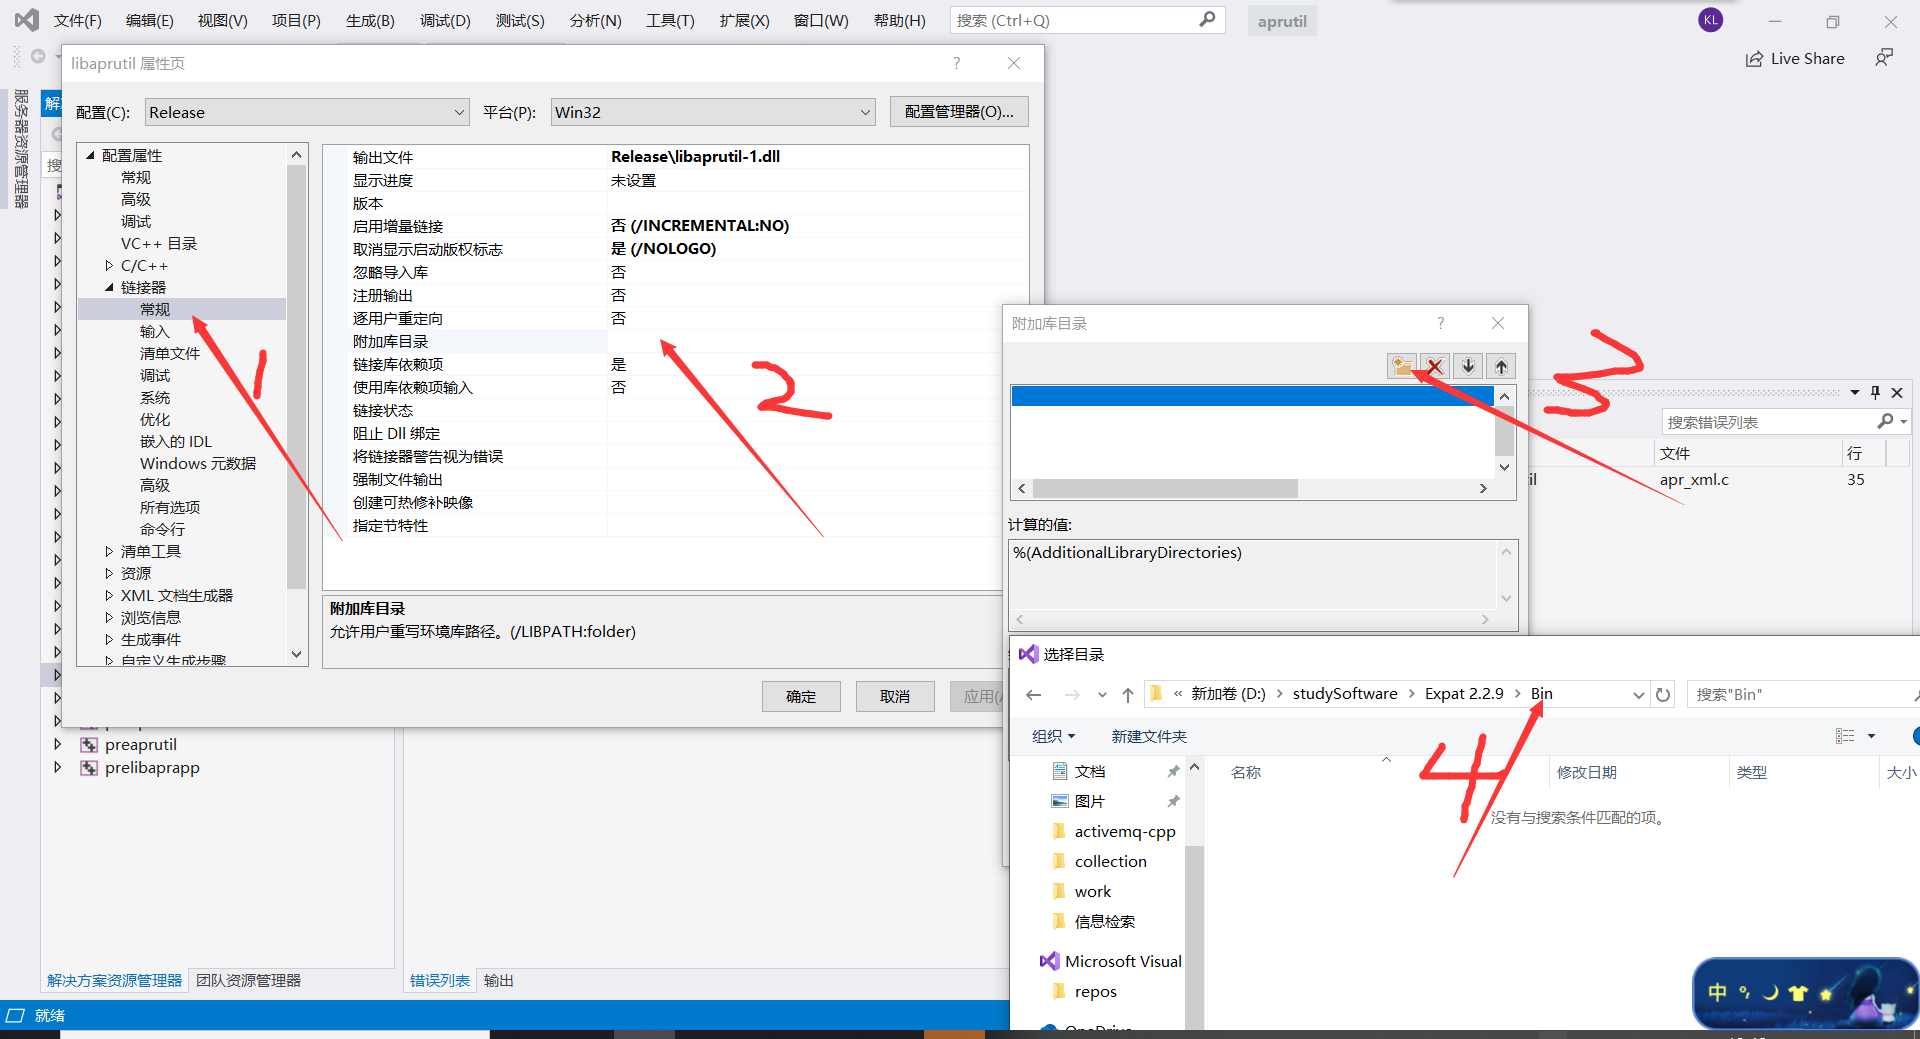 文件(F) 编辑(E) 视图(V) 项目(P) 生成(B) 调试(D) 测试(S) 分析(N) 工具(T) 扩展(X) 窗口(W) 帮助(H) 搜索 (Ctrl+Q) aprutil KL
Live Share
服务器资源管理器
libaprutil 属性页
配置(C): Release 平台(P): Win32 配置管理器(O)...
配置属性
常规
高级
调试
VC++ 目录
C/C++
链接器
常规
输入
清单文件
调试
系统
优化
嵌入的 IDL
Windows 元数据
高级
所有选项
命令行
清单工具
资源
XML 文档生成器
浏览信息
生成事件
自定义生成步骤
输出文件 Release\libaprutil-1.dll
显示进度 未设置
版本
启用增量链接 否 (/INCREMENTAL:NO)
取消显示启动版权标志 是 (/NOLOGO)
忽略导入库 否
注册输出 否
逐用户重定向 否
附加库目录
链接库依赖项 是
使用库依赖项输入 否
链接状态
阻止 Dll 绑定
将链接器警告视为错误
强制文件输出
创建可热修补映像
指定节特性
附加库目录
允许用户重写环境库路径。(/LIBPATH:folder)
确定 取消 应用(
1
2
3
4
附加库目录
计算的值:
%(AdditionalLibraryDirectories)
搜索错误列表
文件 行
apr_xml.c 35
选择目录
« 新加卷 (D:) › studySoftware › Expat 2.2.9 › Bin 搜索"Bin"
组织 新建文件夹
名称 修改日期 类型 大小
没有与搜索条件匹配的项。
文档
图片
activemq-cpp
collection
work
信息检索
Microsoft Visual
repos
OneDrive
preaprutil
prelibaprapp
解决方案资源管理器 团队资源管理器 错误列表 输出
就绪
中